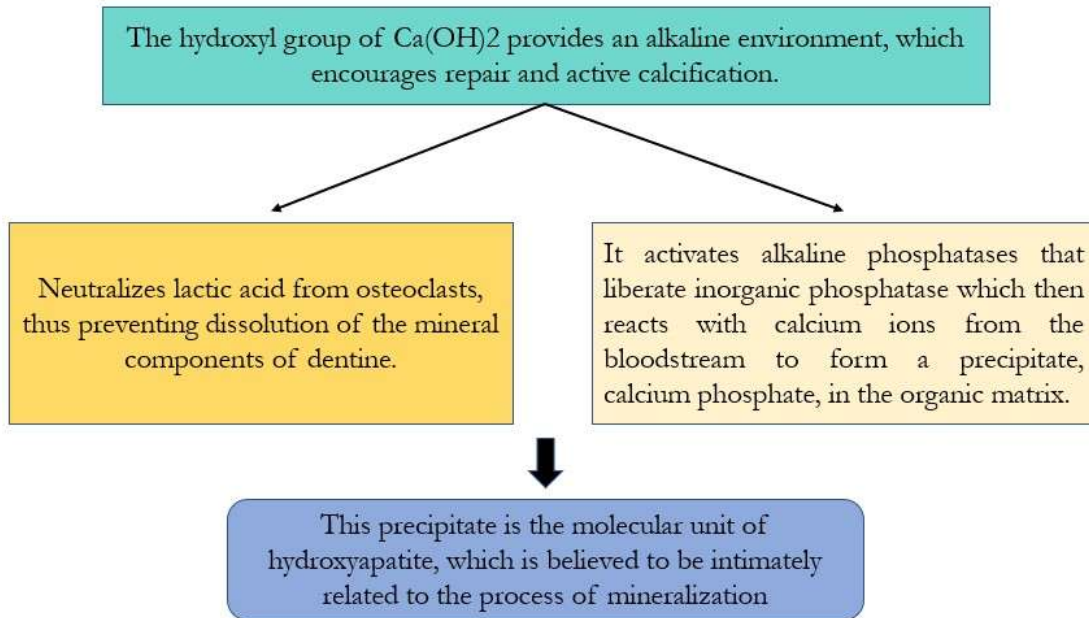 The hydroxyl group of Ca(OH)2 provides an alkaline environment, which
encourages repair and active calcification.
Neutralizes lactic acid from osteoclasts,
thus preventing dissolution of the mineral
components of dentine.
It activates alkaline phosphatases that
liberate inorganic phosphatase which then
reacts with calcium ions from the
bloodstream to form a precipitate,
calcium phosphate, in the organic matrix.
This precipitate is the molecular unit of
hydroxyapatite, which is believed to be intimately
related to the process of mineralization